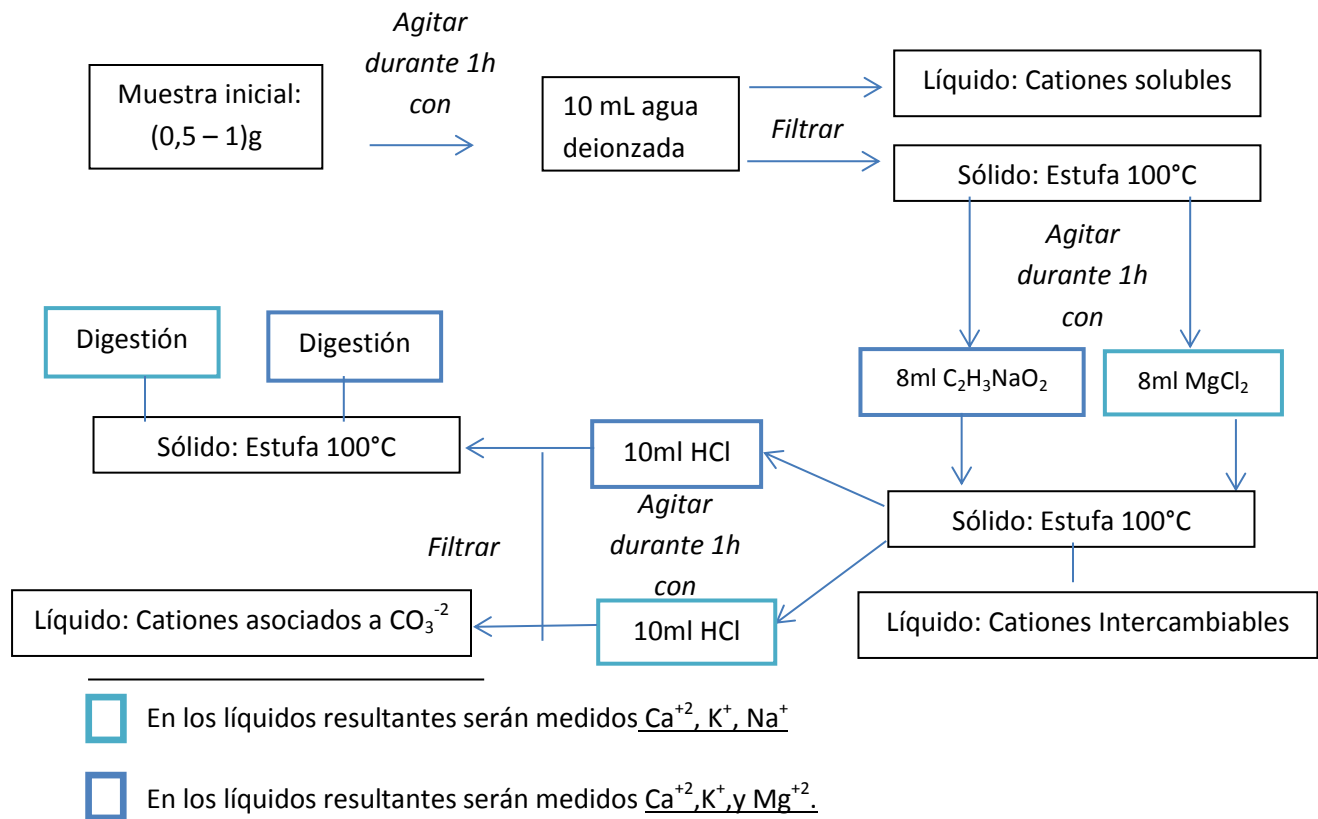 Agitar
durante 1h
con
Muestra inicial:
(0,5 – 1)g
10 mL agua
deionzada
Filtrar
Líquido: Cationes solubles
Sólido: Estufa 100°C
Agitar
durante 1h
con
8ml C₂H₃NaO₂
8ml MgCl₂
Digestión
Digestión
Sólido: Estufa 100°C
10ml HCl
Agitar
durante 1h
con
Filtrar
Sólido: Estufa 100°C
Líquido: Cationes asociados a CO₃⁻²
10ml HCl
Líquido: Cationes Intercambiables
En los líquidos resultantes serán medidos Ca⁺², K⁺, Na⁺
En los líquidos resultantes serán medidos Ca⁺²,K⁺,y Mg⁺².